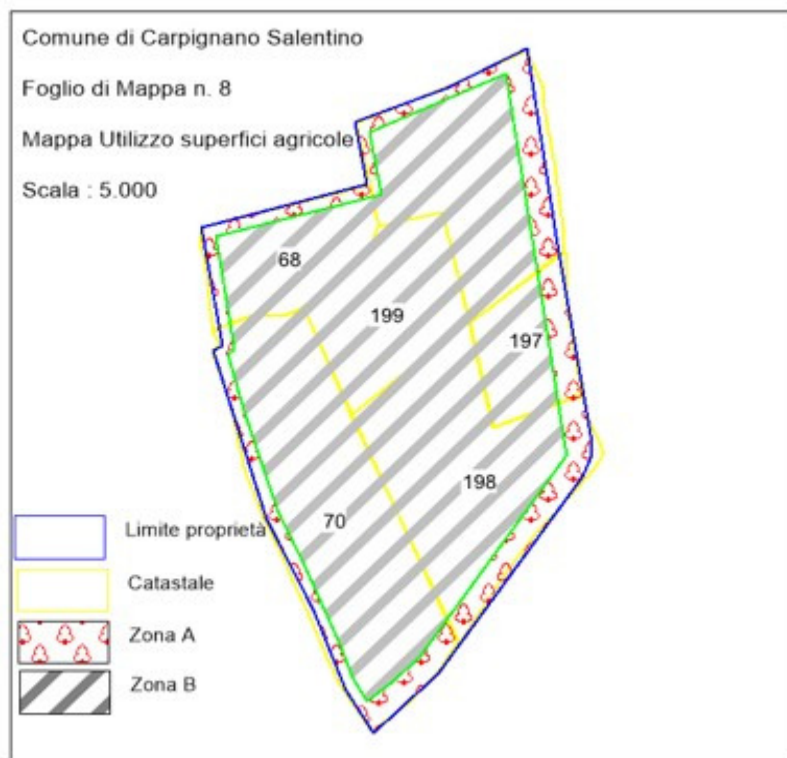 Comune di Carpignano Salentino
Foglio di Mappa n. 8
Mappa Utilizzo superfici agricole
Scala : 5.000
68
199
197
198
70
Limite proprietà
Catastale
Zona A
Zona B